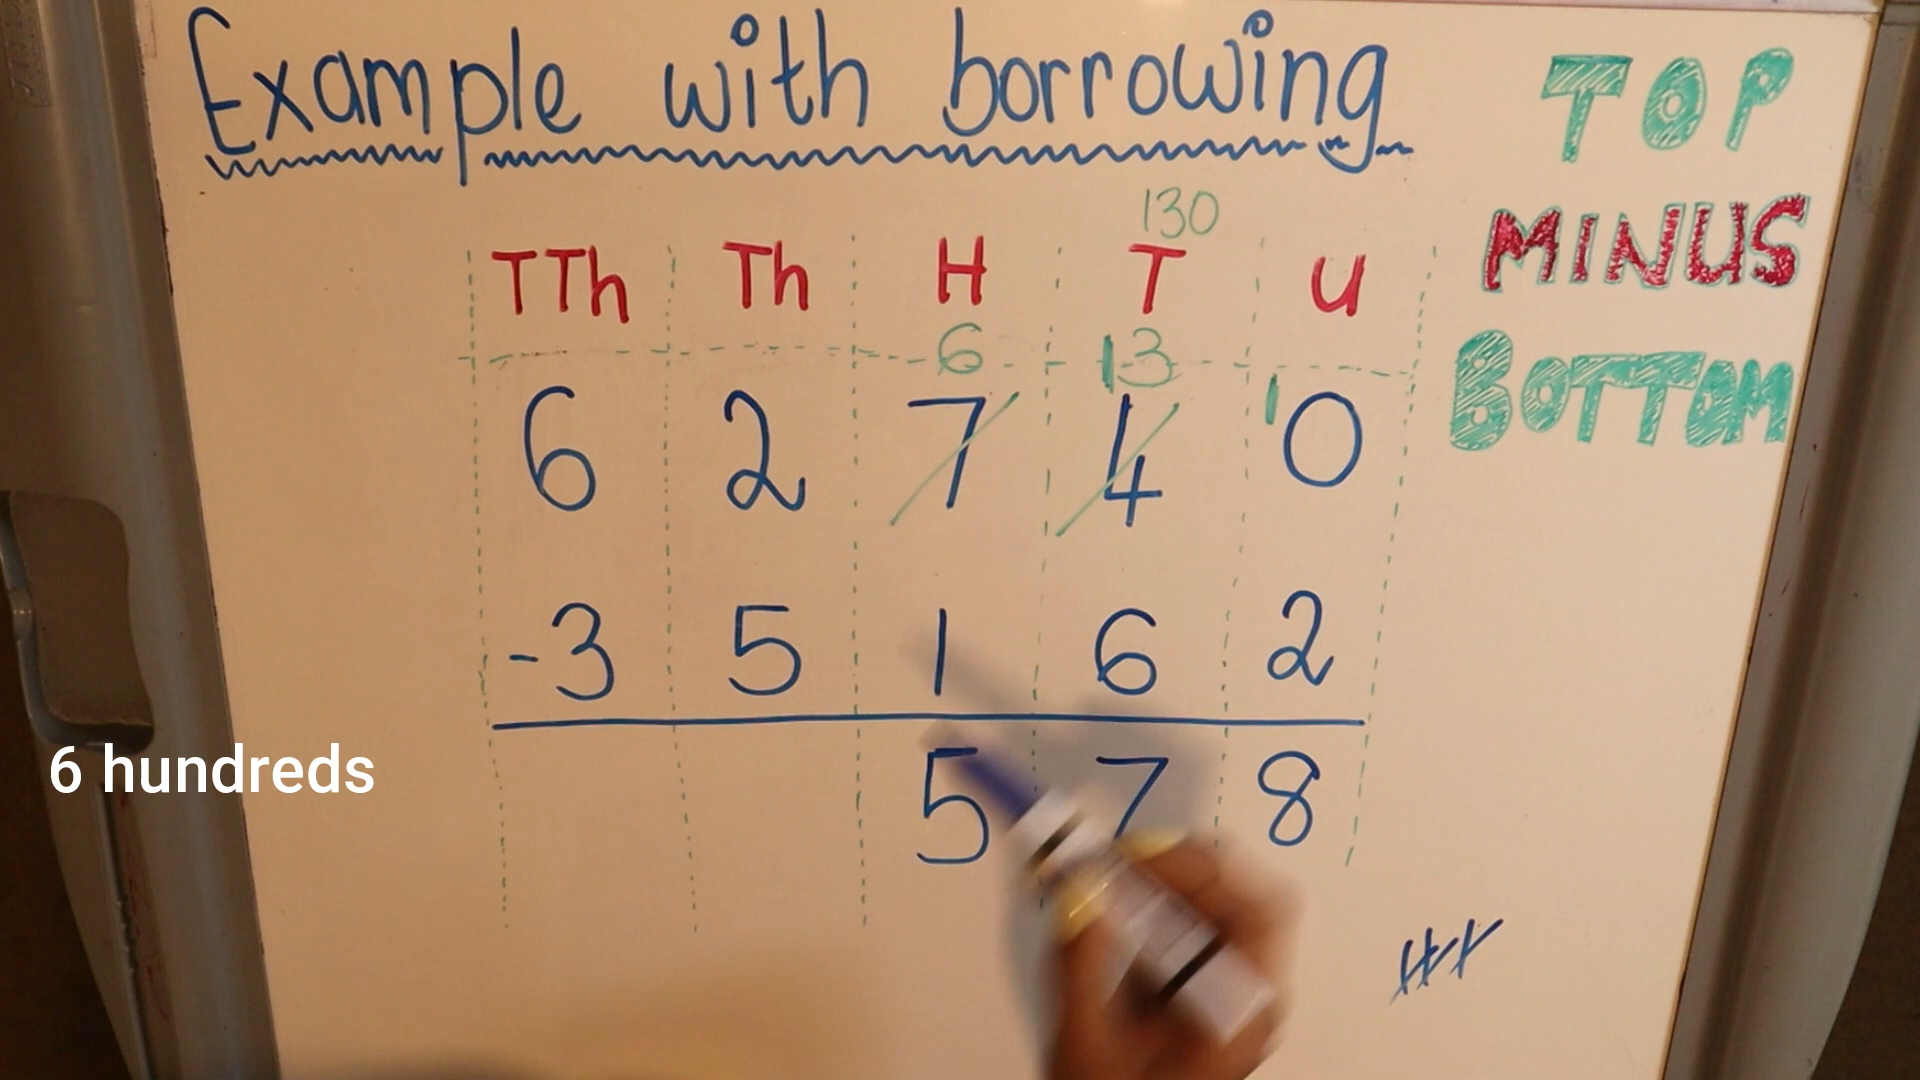 Example with borrowing
TOP
MINUS
BOTTOM
130
TTh Th H T U
6 13
6 2 7 4 10
-3 5 1 6 2
5 7 8
6 hundreds